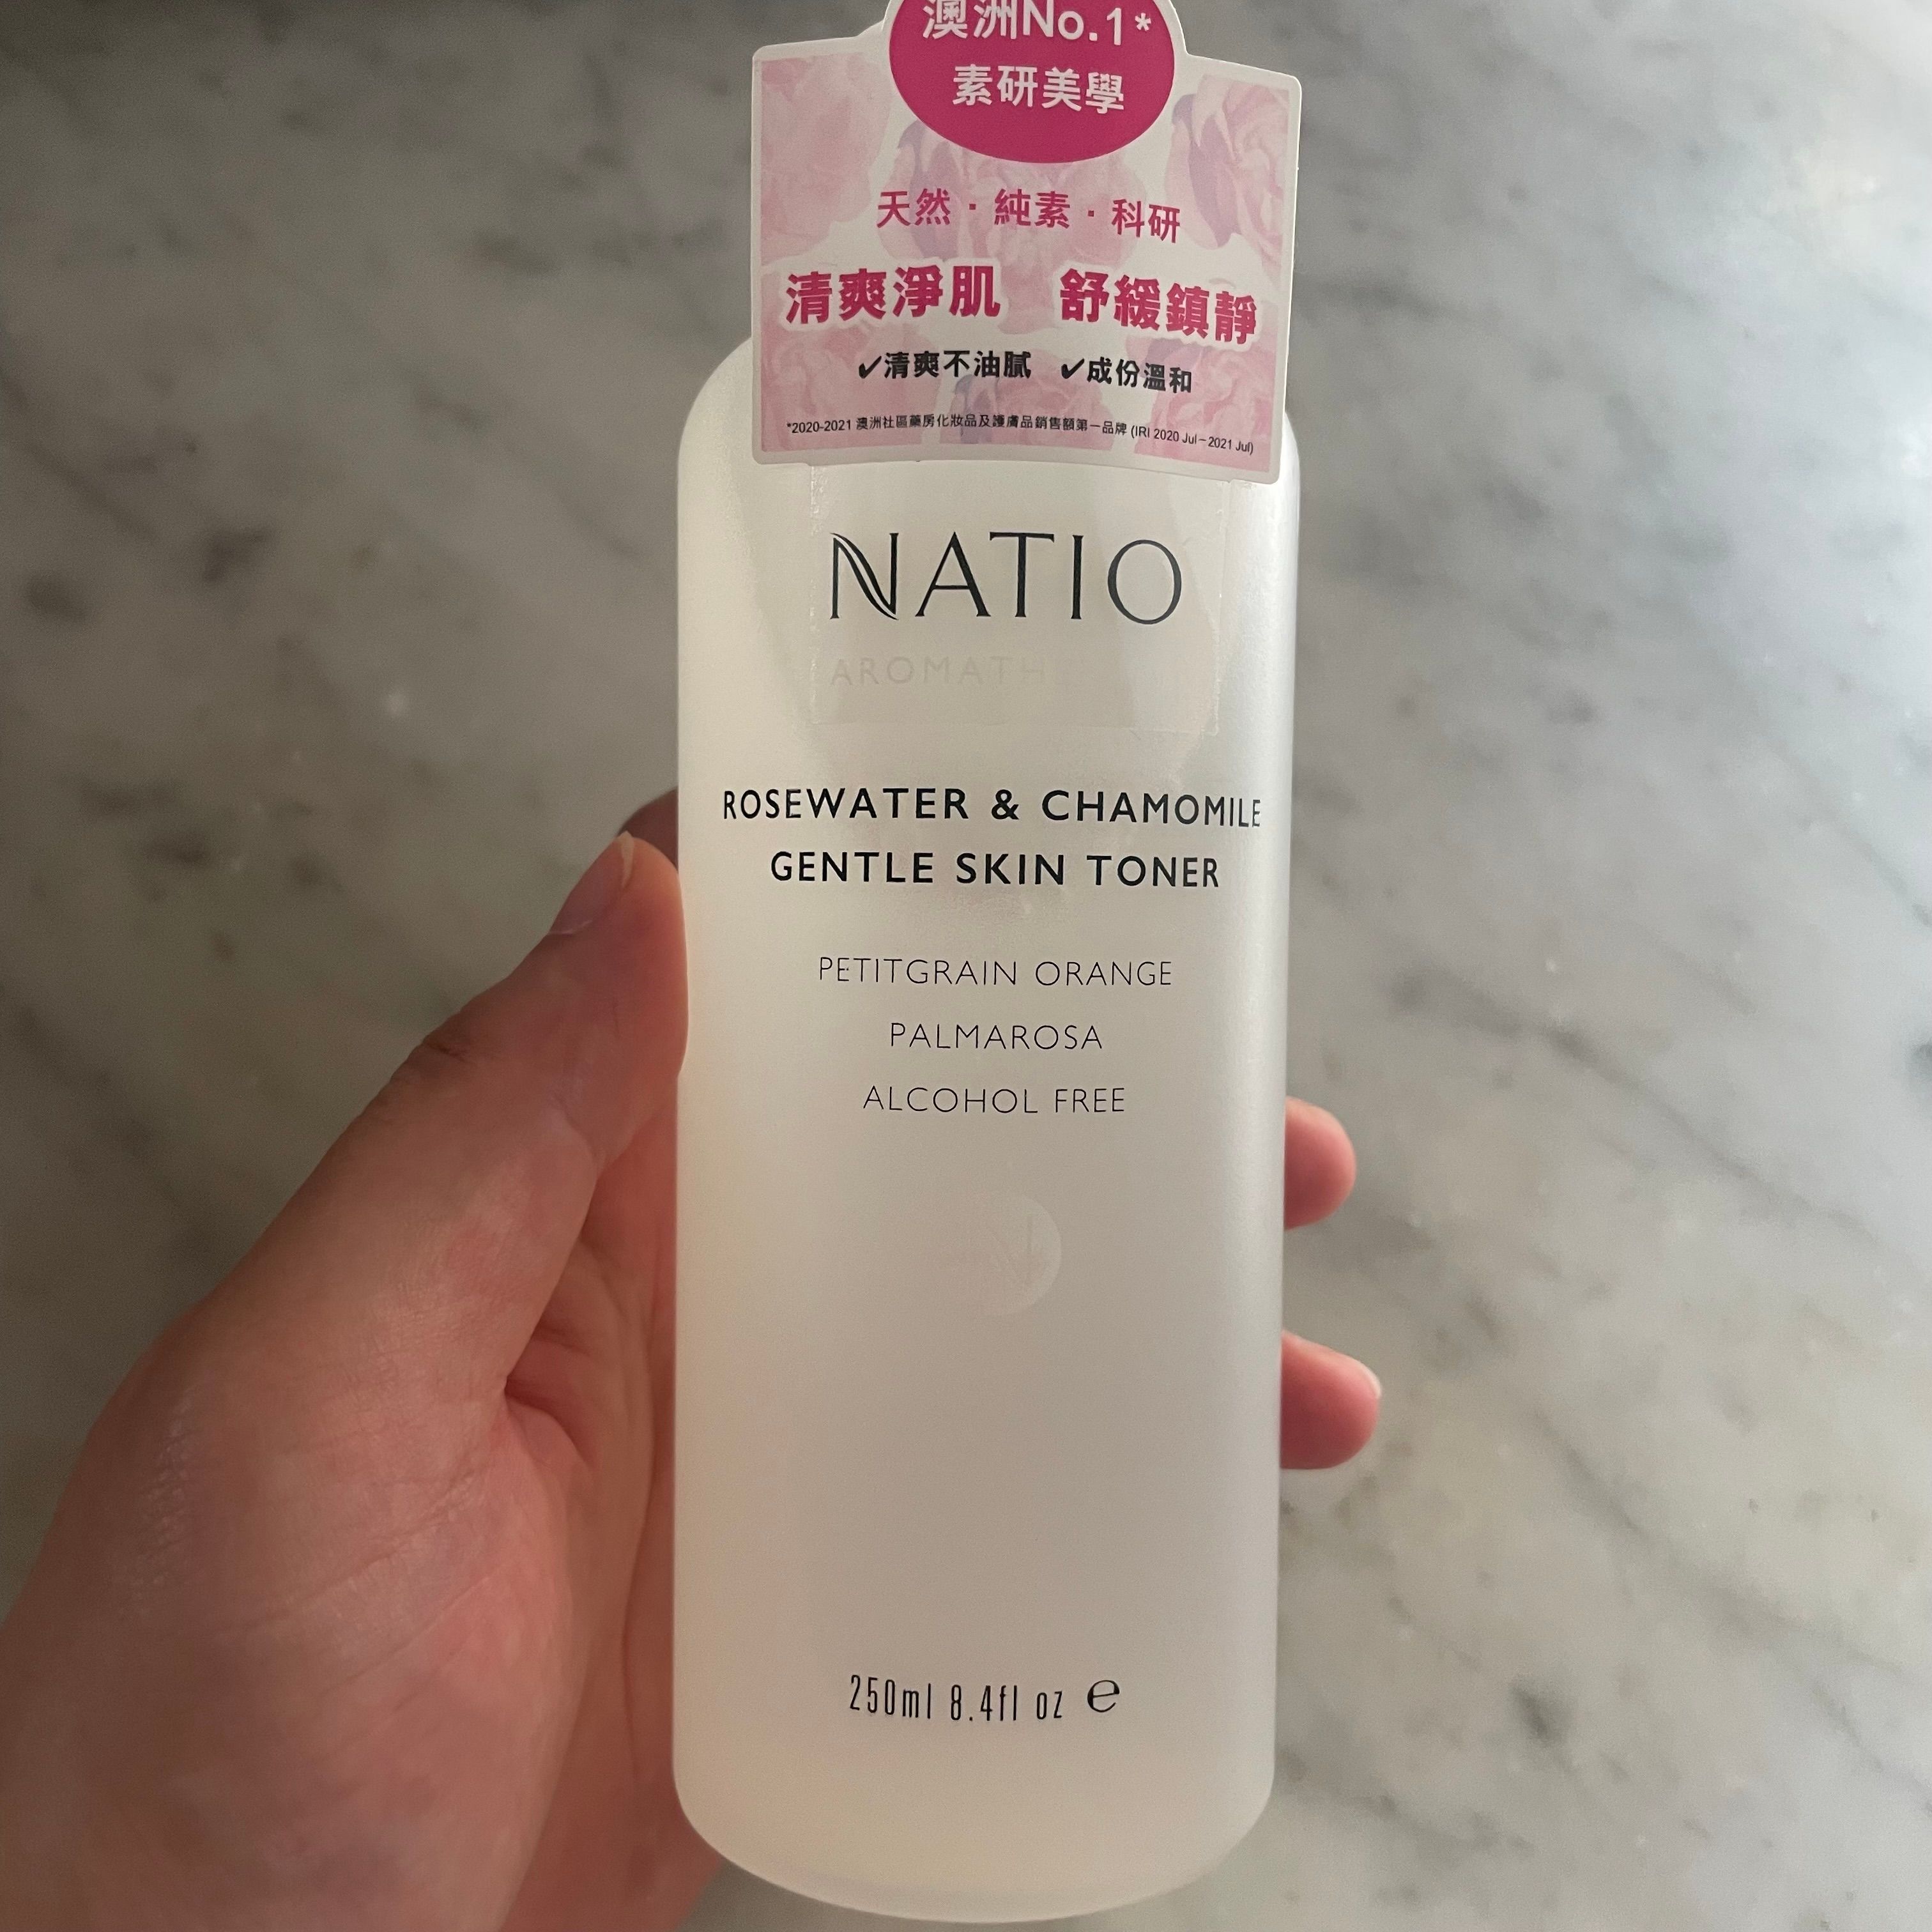 澳洲No.1*
素研美學
天然·純素·科研
清爽淨肌 舒緩鎮靜
✓清爽不油膩 ✓成份溫和
*2020-2021 澳洲社區藥房化妝品及護膚品銷售額第一品牌 (IRI 2020 Jul-2021 Jul)
NATIO
AROMATH
ROSEWATER & CHAMOMILE
GENTLE SKIN TONER
PETITGRAIN ORANGE
PALMAROSA
ALCOHOL FREE
250ml 8.4fl oz ℮